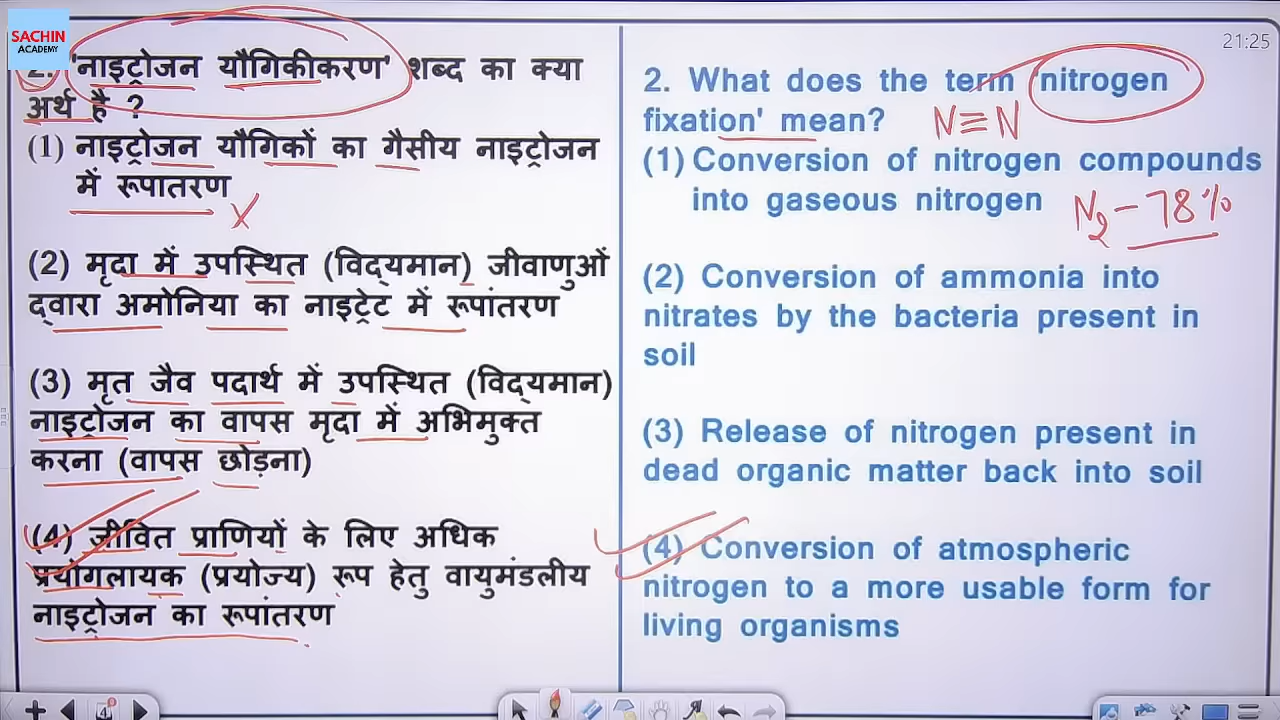 SACHIN
ACADEMY
2. 'नाइट्रोजन यौगिकीकरण' शब्द का क्या
अर्थ है ?
(1) नाइट्रोजन यौगिकों का गैसीय नाइट्रोजन
में रूपातरण
X
(2) मृदा में उपस्थित (विद्यमान) जीवाणुओं
द्वारा अमोनिया का नाइट्रेट में रूपांतरण
(3) मृत जैव पदार्थ में उपस्थित (विद्यमान)
नाइट्रोजन का वापस मृदा में अभिमुक्त
करना (वापस छोड़ना)
(4) जीवित प्राणियों के लिए अधिक
प्रयोगलायक (प्रयोज्य) रूप हेतु वायुमंडलीय
नाइट्रोजन का रूपांतरण
21:25
2. What does the term 'nitrogen
fixation' mean? N≡N
(1) Conversion of nitrogen compounds
into gaseous nitrogen N₂ – 78%
(2) Conversion of ammonia into
nitrates by the bacteria present in
soil
(3) Release of nitrogen present in
dead organic matter back into soil
(4) Conversion of atmospheric
nitrogen to a more usable form for
living organisms